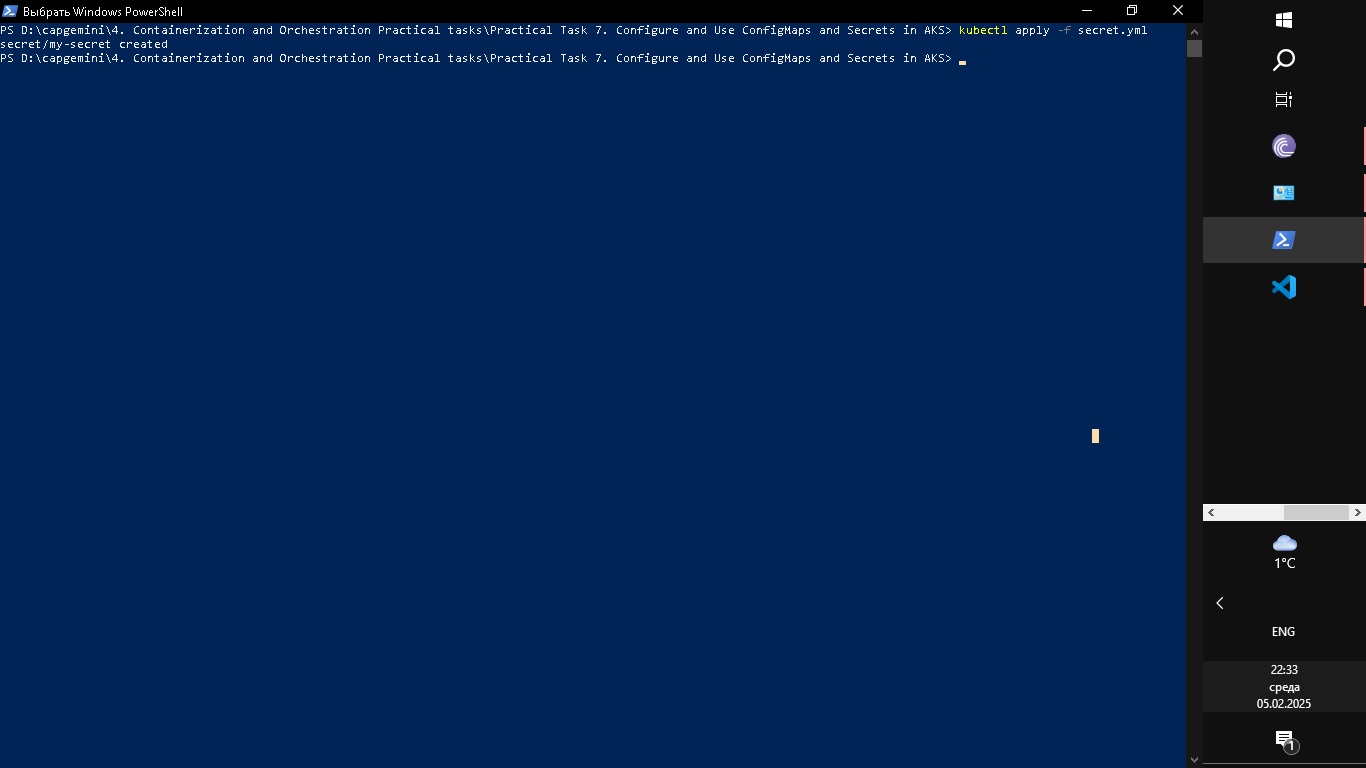 Выбрать Windows PowerShell
PS D:\capgemini\4. Containerization and Orchestration Practical tasks\Practical Task 7. Configure and Use ConfigMaps and Secrets in AKS> kubectl apply -f secret.yml
secret/my-secret created
PS D:\capgemini\4. Containerization and Orchestration Practical tasks\Practical Task 7. Configure and Use ConfigMaps and Secrets in AKS>
1°C
ENG
22:33
среда
05.02.2025
1